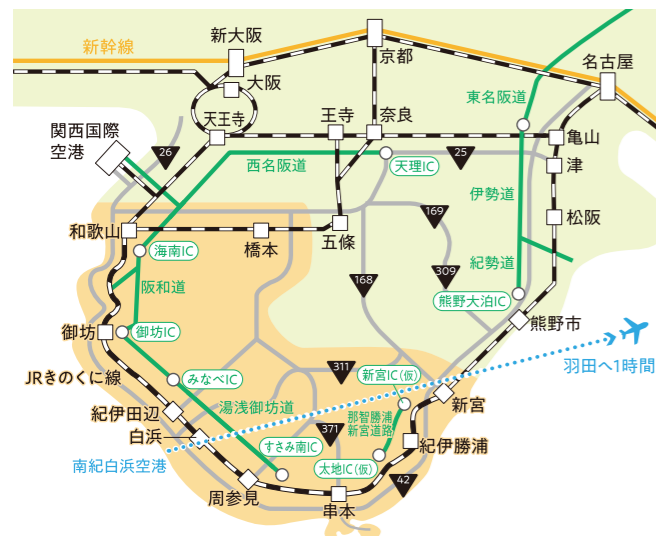 新幹線
新大阪
京都
名古屋
大阪
東名阪道
天王寺
王寺
奈良
亀山
関西国際
空港
26
西名阪道
天理IC
25
津
伊勢道
松阪
和歌山
橋本
五條
169
海南IC
309
紀勢道
阪和道
168
熊野大泊IC
御坊
御坊IC
熊野市
羽田へ1時間
JRきのくに線
みなべIC
311
新宮IC(仮)
新宮
紀伊田辺
湯浅御坊道
那智勝浦
新宮道路
白浜
371
紀伊勝浦
すさみ南IC
太地IC(仮)
南紀白浜空港
42
周参見
串本